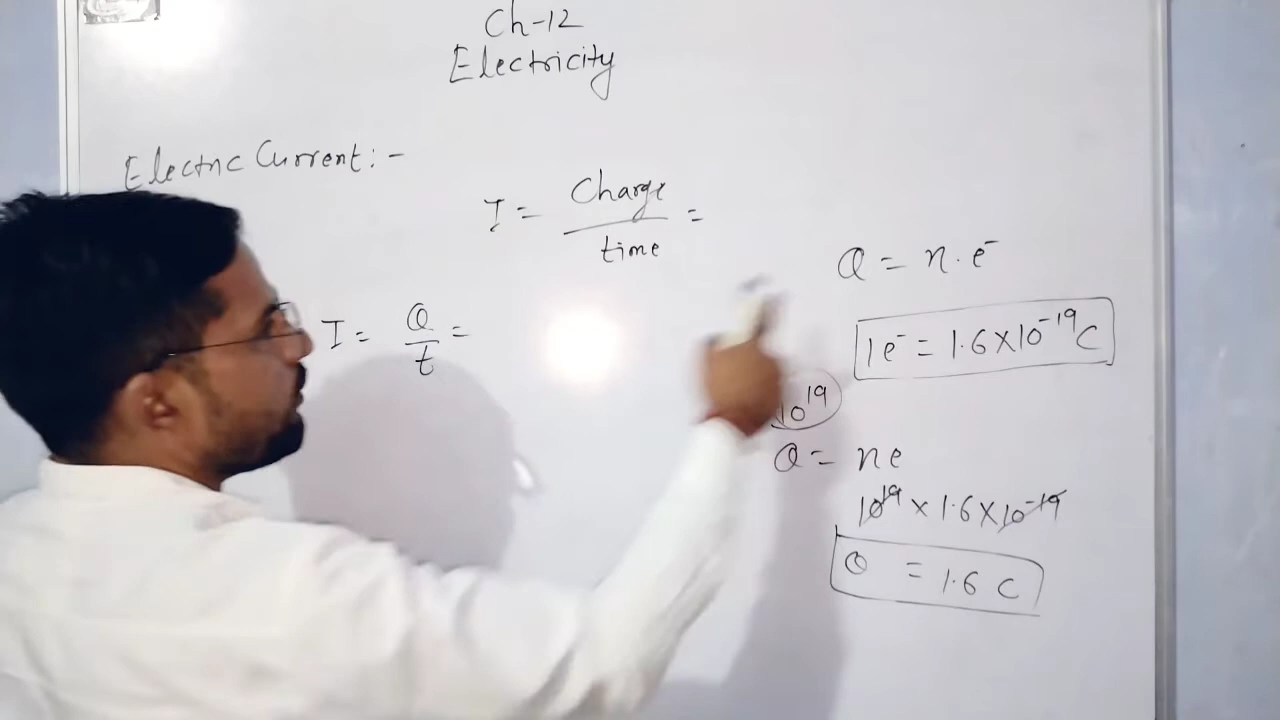 Ch-12
Electricity
Electric Current:-
I = Charge / time =
Q = n·e⁻
I = Q / t =
1e⁻ = 1.6×10⁻¹⁹C
10¹⁹
Q = ne
10¹⁹ × 1.6×10⁻¹⁹
Q = 1.6 C